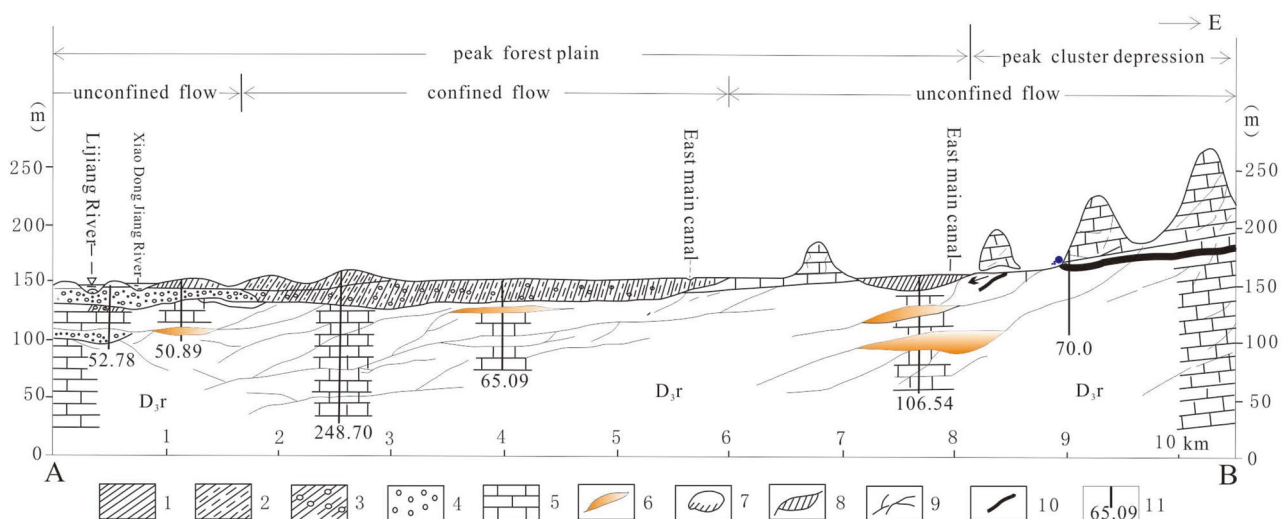 E
peak forest plain
peak cluster depression
unconfined flow
confined flow
unconfined flow
(m)
(m)
Lijiang River
Xiao Dong Jiang River
East main canal
East main canal
250
250
200
200
150
150
100
100
50
50
0
0
52.78
50.89
248.70
65.09
106.54
70.0
D₃r
D₃r
D₃r
1
2
3
4
5
6
7
8
9
10 km
A
B
1
2
3
4
5
6
7
8
9
10
65.09
11